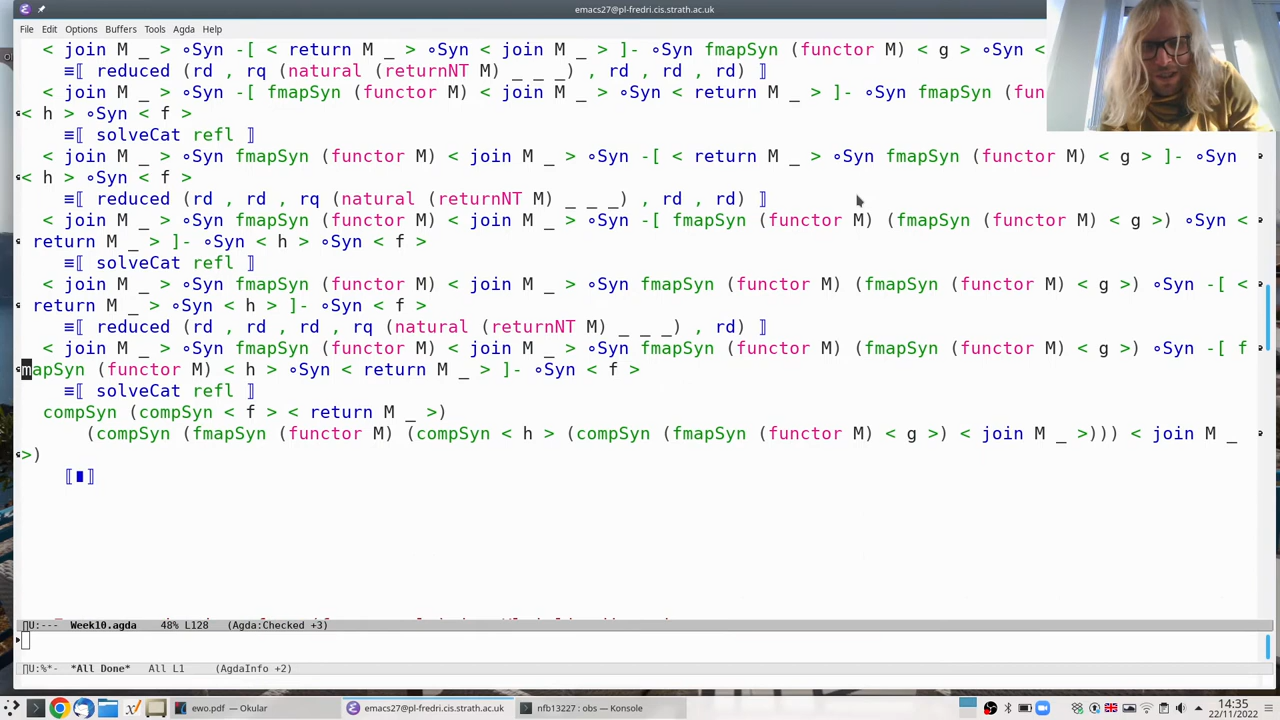 emacs27@pl-fredri.cis.strath.ac.uk
File Edit Options Buffers Tools Agda Help
< join M _ > ∘Syn -[ < return M _ > ∘Syn < join M _ > ]- ∘Syn fmapSyn (functor M) < g > ∘Syn <
≡⟦ reduced (rd , rq (natural (returnNT M) _ _ _) , rd , rd , rd) ⟧
< join M _ > ∘Syn -[ fmapSyn (functor M) < join M _ > ∘Syn < return M _ > ]- ∘Syn fmapSyn (fun
< h > ∘Syn < f >
≡⟦ solveCat refl ⟧
< join M _ > ∘Syn fmapSyn (functor M) < join M _ > ∘Syn -[ < return M _ > ∘Syn fmapSyn (functor M) < g > ]- ∘Syn
< h > ∘Syn < f >
≡⟦ reduced (rd , rd , rq (natural (returnNT M) _ _ _) , rd , rd) ⟧
< join M _ > ∘Syn fmapSyn (functor M) < join M _ > ∘Syn -[ fmapSyn (functor M) (fmapSyn (functor M) < g >) ∘Syn <
return M _ > ]- ∘Syn < h > ∘Syn < f >
≡⟦ solveCat refl ⟧
< join M _ > ∘Syn fmapSyn (functor M) < join M _ > ∘Syn fmapSyn (functor M) (fmapSyn (functor M) < g >) ∘Syn -[ <
return M _ > ∘Syn < h > ]- ∘Syn < f >
≡⟦ reduced (rd , rd , rd , rq (natural (returnNT M) _ _ _) , rd) ⟧
< join M _ > ∘Syn fmapSyn (functor M) < join M _ > ∘Syn fmapSyn (functor M) (fmapSyn (functor M) < g >) ∘Syn -[ f
mapSyn (functor M) < h > ∘Syn < return M _ > ]- ∘Syn < f >
≡⟦ solveCat refl ⟧
compSyn (compSyn < f > < return M _ >)
(compSyn (fmapSyn (functor M) (compSyn < h > (compSyn (fmapSyn (functor M) < g >) < join M _ >))) < join M _
>)
⟦∎⟧
∏U:--- Week10.agda 48% L128 (Agda:Checked +3)
∏U:%*- *All Done* All L1 (AgdaInfo +2)
ewo.pdf — Okular
emacs27@pl-fredri.cis.strath.ac.uk
nfb13227 : obs — Konsole
14:35
22/11/2022